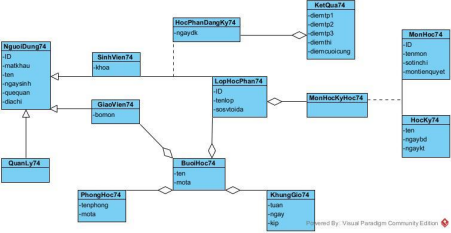 KetQua74
-diemtp1
-diemtp2
-diemtp3
-diemthi
-diemcuoicung
HocPhanDangKy74
-ngaydk
MonHoc74
-ID
-tenmon
-sotinchi
-montienquyet
NguoiDung74
-ID
-matkhau
-ten
-ngaysinh
-quequan
-diachi
SinhVien74
-khoa
LopHocPhan74
-ID
-tenlop
-sosvtoida
MonHocKyHoc74
GiaoVien74
-bomon
HocKy74
-ten
-ngaybd
-ngaykt
QuanLy74
BuoiHoc74
-ten
-mota
PhongHoc74
-tenphong
-mota
KhungGio74
-tuan
-ngay
-kip
Powered By: Visual Paradigm Community Edition